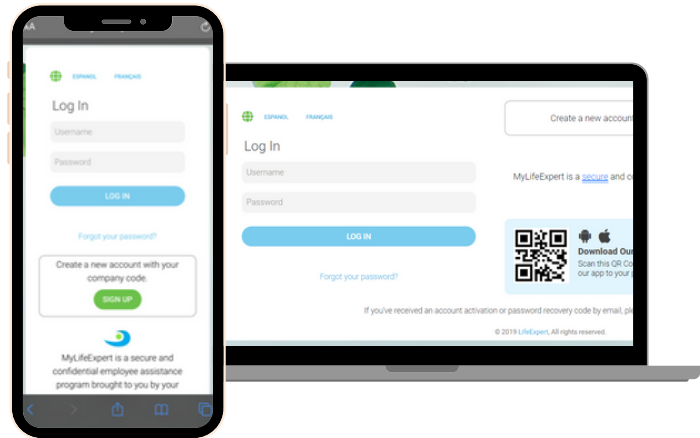 AA
ESPANOL FRANÇAIS
Log In
Username
Password
LOG IN
Forgot your password?
Create a new account with your
company code.
SIGN UP
MyLifeExpert is a secure and
confidential employee assistance
program brought to you by your
ESPANOL FRANÇAIS
Log In
Username
Password
LOG IN
Forgot your password?
Create a new account
MyLifeExpert is a secure and
Download Our
Scan this QR
our app to your
If you've received an account activation or password recovery code by email,
© 2019 LifeExpert, All rights reserved.